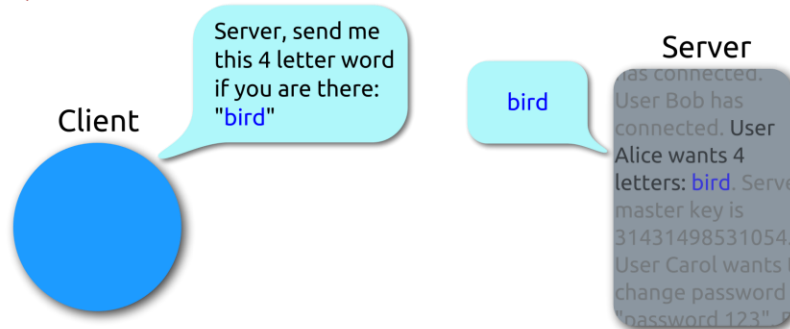 Server, send me
this 4 letter word
if you are there:
"bird"
Client
bird
Server
has connected.
User Bob has
connected. User
Alice wants 4
letters: bird. Serve
master key is
31431498531054.
User Carol wants t
change password
"password 123".